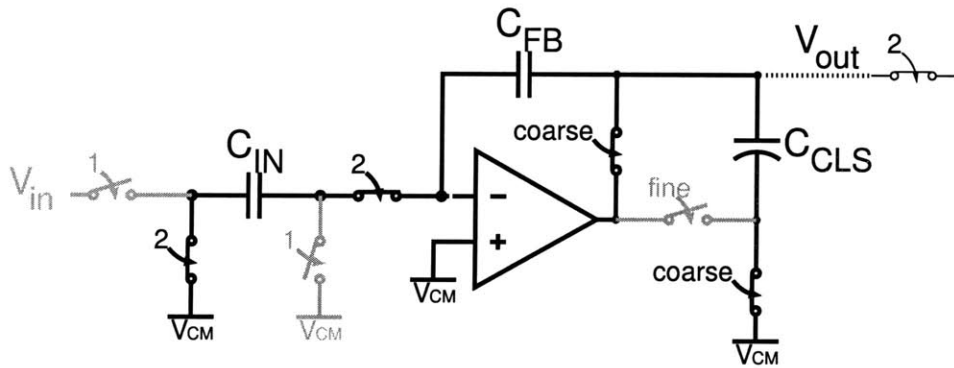 C_FB
V_out
2
coarse
C_IN
C_CLS
V_in
1
2
fine
2
1
coarse
V_CM
V_CM
V_CM
V_CM